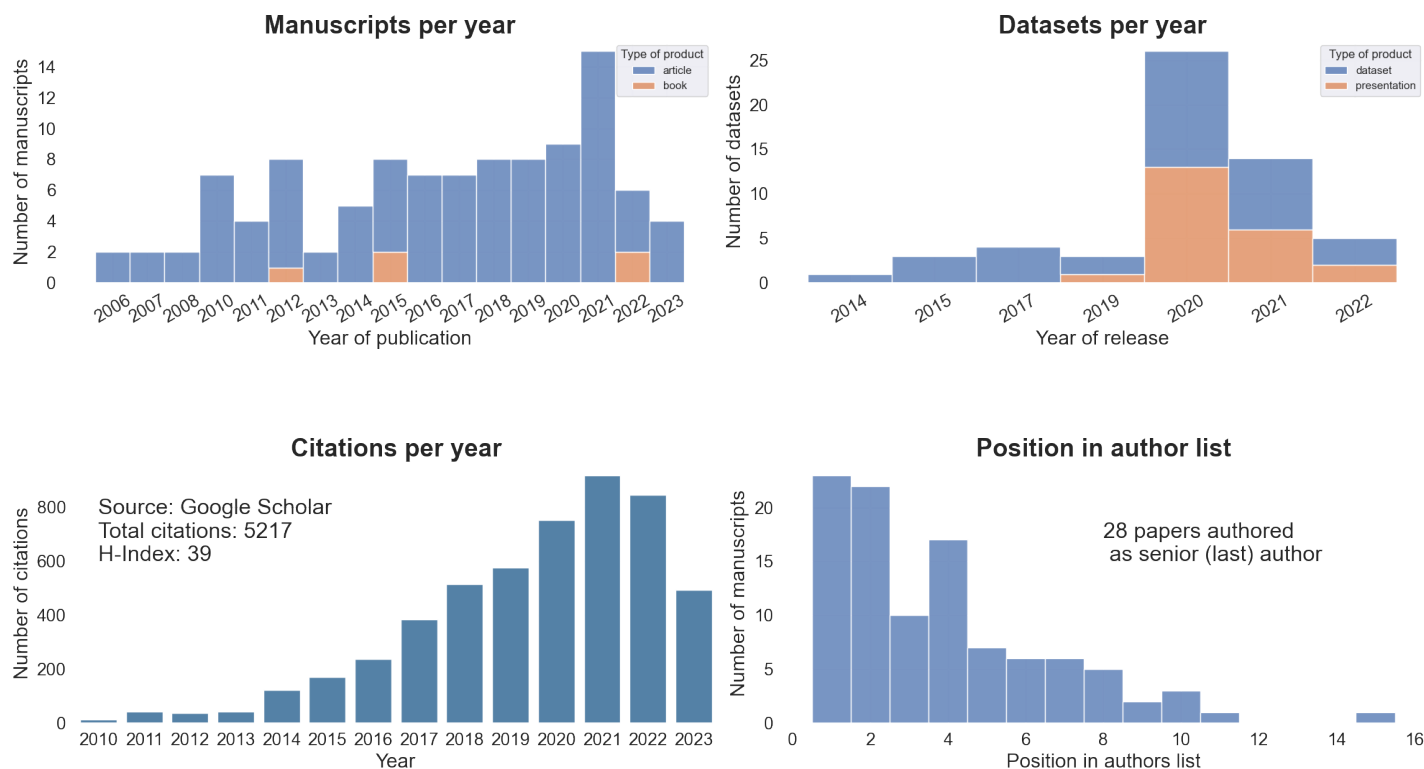 Manuscripts per year
Number of manuscripts
14
12
10
8
6
4
2
0
Type of product
article
book
2006 2007 2008 2010 2011 2012 2013 2014 2015 2016 2017 2018 2019 2020 2021 2022 2023
Year of publication
Datasets per year
Number of datasets
25
20
15
10
5
0
Type of product
dataset
presentation
2014 2015 2017 2019 2020 2021 2022
Year of release
Citations per year
Number of citations
800
600
400
200
0
Source: Google Scholar
Total citations: 5217
H-Index: 39
2010 2011 2012 2013 2014 2015 2016 2017 2018 2019 2020 2021 2022 2023
Year
Position in author list
Number of manuscripts
20
15
10
5
0
28 papers authored
as senior (last) author
0 2 4 6 8 10 12 14 16
Position in authors list